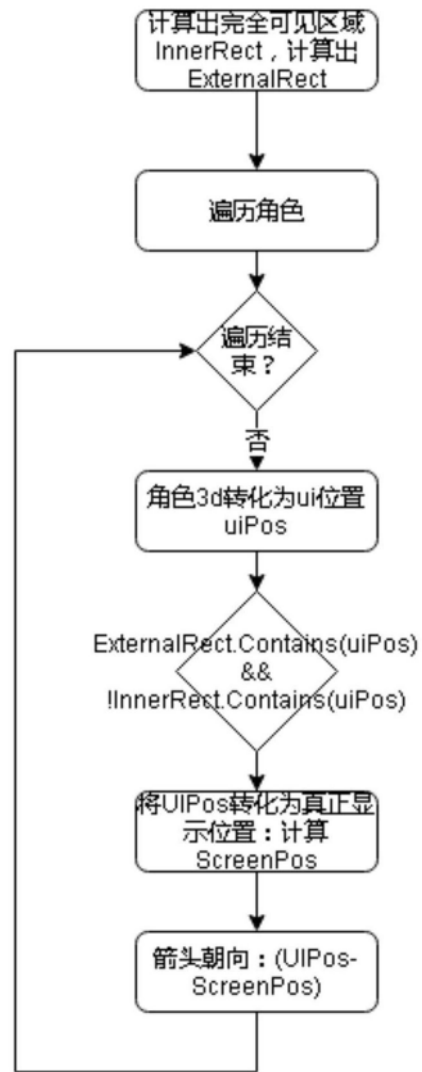 计算出完全可见区域
InnerRect，计算出
ExternalRect
遍历角色
遍历结
束？
否
角色3d转化为ui位置
uiPos
ExternalRect.Contains(uiPos)
&&
!InnerRect.Contains(uiPos)
将UIPos转化为真正显
示位置：计算
ScreenPos
箭头朝向：(UIPos-
ScreenPos)